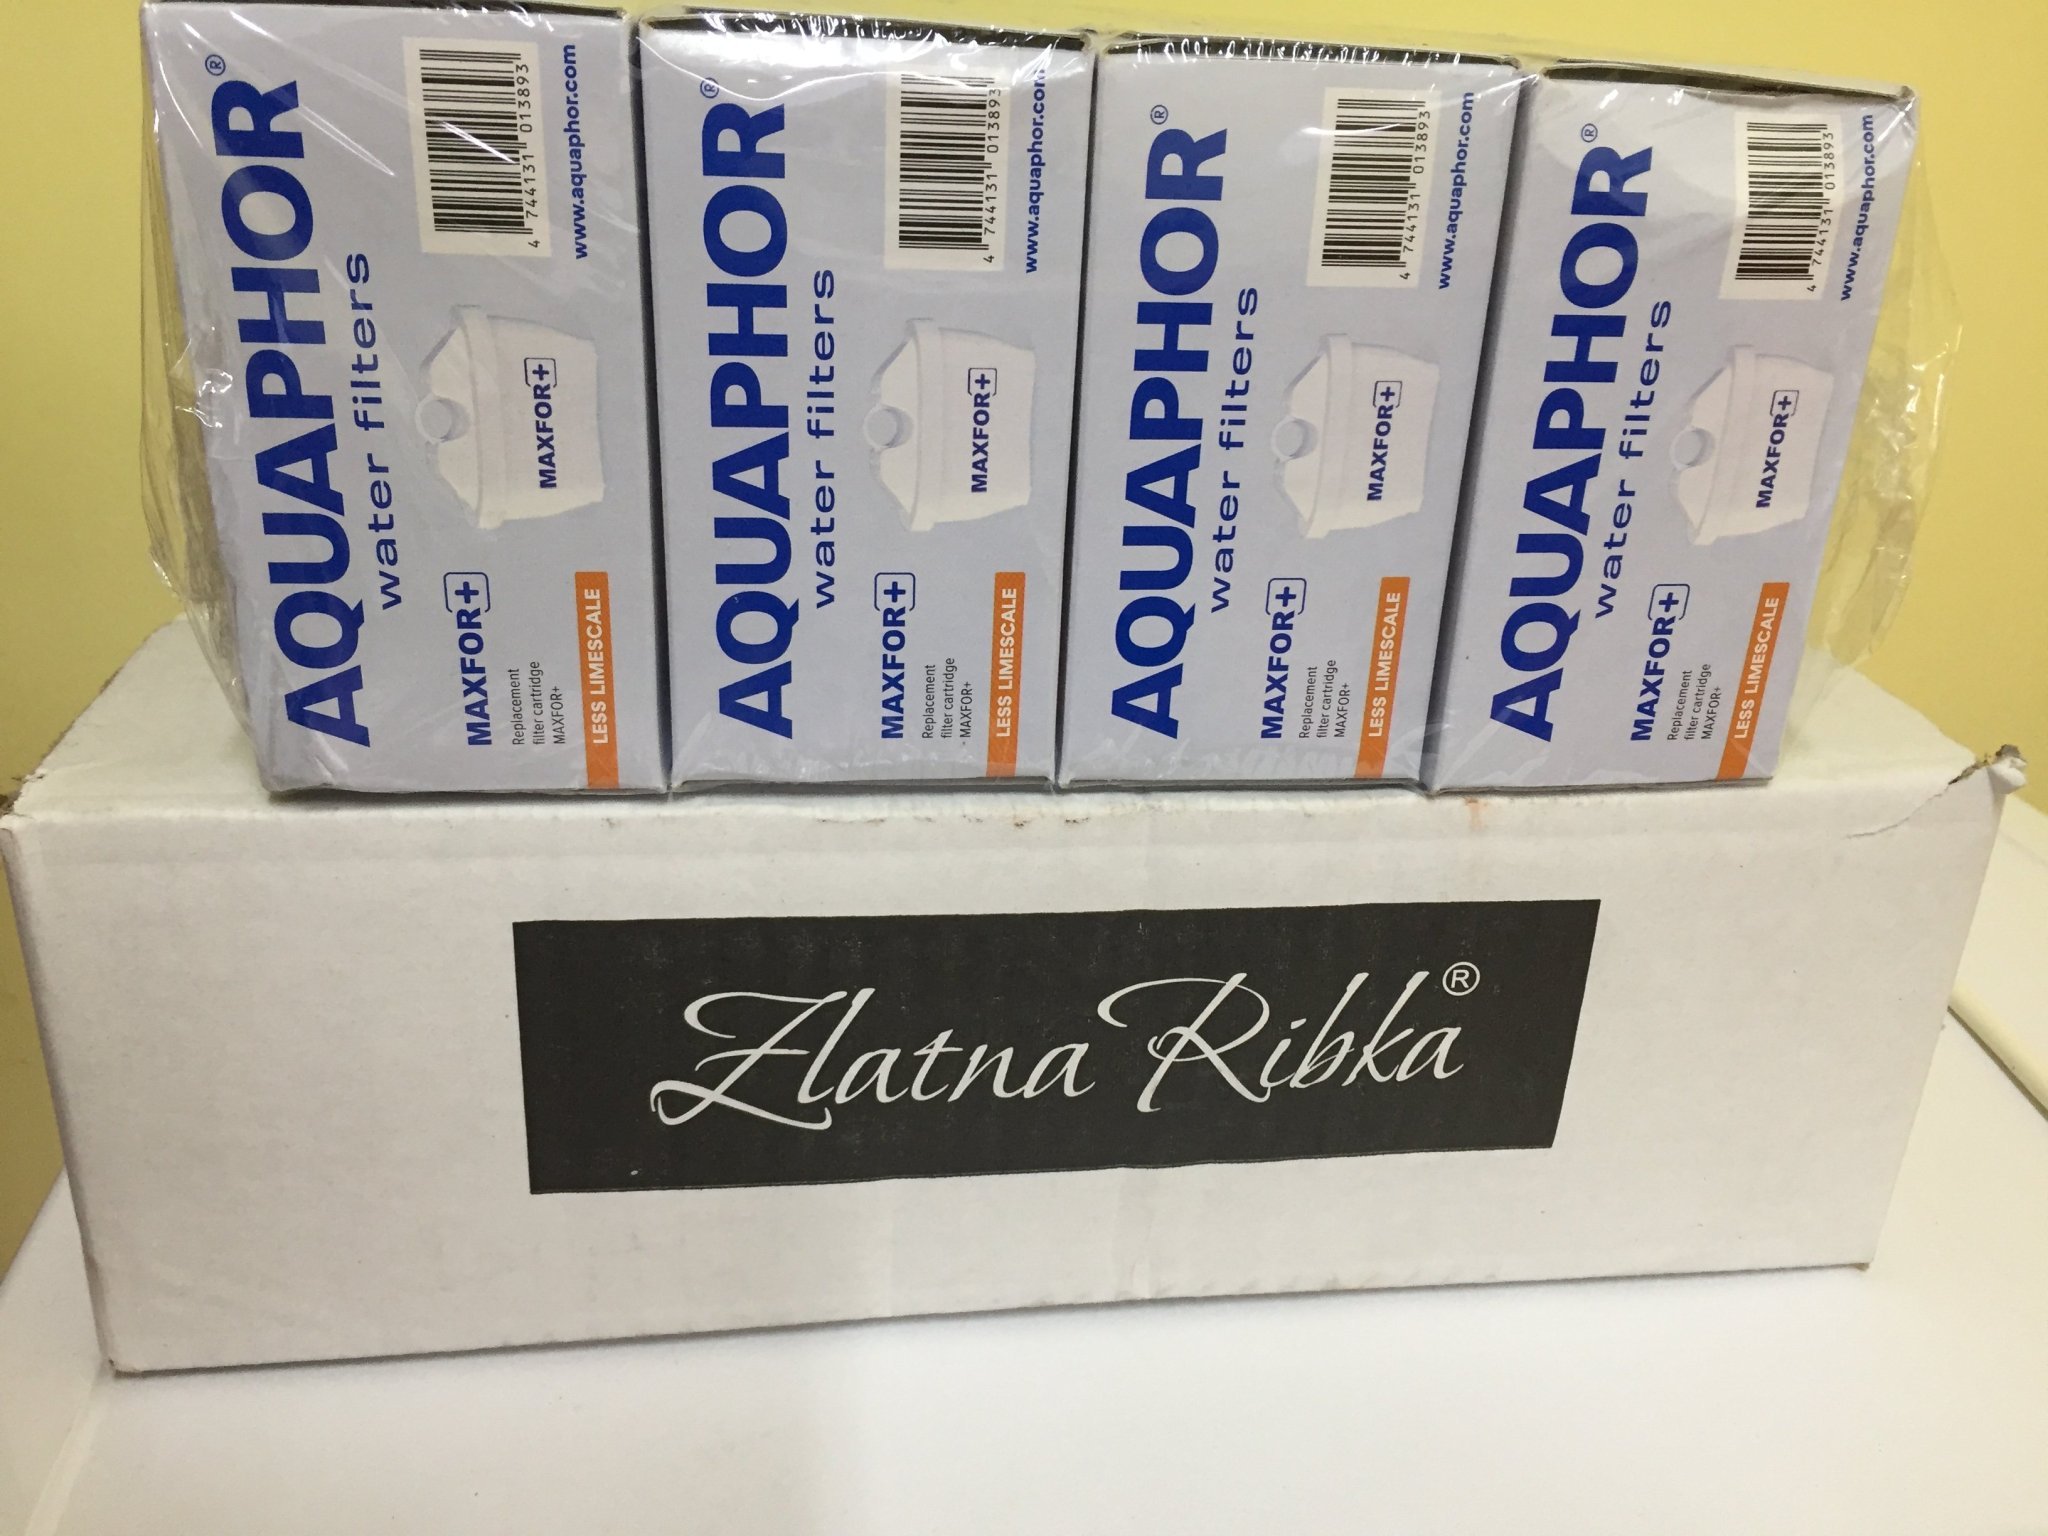 AQUAPHOR®
water filters
4 744131 013893
www.aquaphor.com
MAXFOR+
MAXFOR+
Replacement
filter cartridge
MAXFOR+
LESS LIMESCALE
AQUAPHOR®
water filters
4 744131 013893
www.aquaphor.com
MAXFOR+
MAXFOR+
Replacement
filter cartridge
MAXFOR+
LESS LIMESCALE
AQUAPHOR®
water filters
4 744131 013893
www.aquaphor.com
MAXFOR+
MAXFOR+
Replacement
filter cartridge
MAXFOR+
LESS LIMESCALE
AQUAPHOR®
water filters
4 744131 013893
www.aquaphor.com
MAXFOR+
MAXFOR+
Replacement
filter cartridge
MAXFOR+
LESS LIMESCALE
Zlatna Ribka®